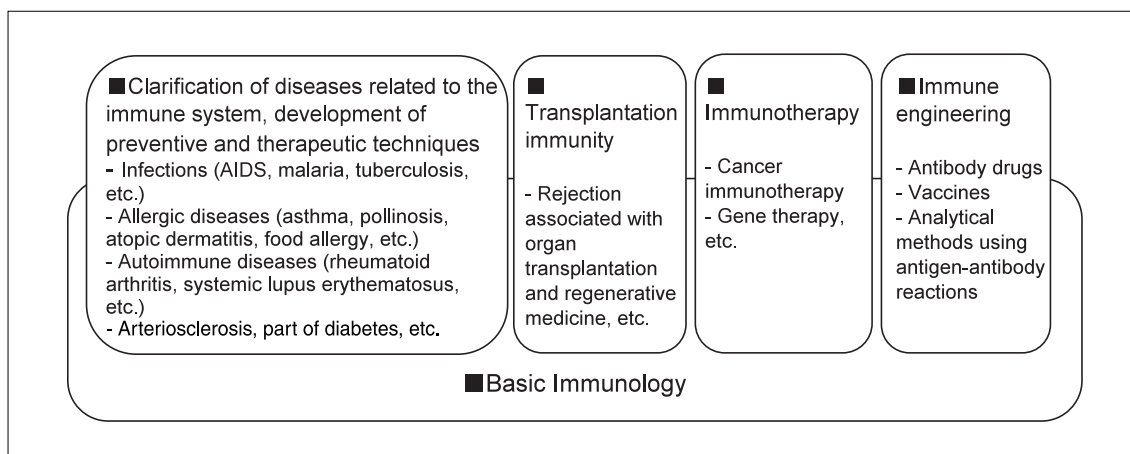 ■ Clarification of diseases related to the
immune system, development of
preventive and therapeutic techniques
- Infections (AIDS, malaria, tuberculosis,
etc.)
- Allergic diseases (asthma, pollinosis,
atopic dermatitis, food allergy, etc.)
- Autoimmune diseases (rheumatoid
arthritis, systemic lupus erythematosus,
etc.)
- Arteriosclerosis, part of diabetes, etc.
■
Transplantation
immunity
- Rejection
associated with
organ
transplantation
and regenerative
medicine, etc.
■
Immunotherapy
- Cancer
immunotherapy
- Gene therapy,
etc.
■ Immune
engineering
- Antibody drugs
- Vaccines
- Analytical
methods using
antigen-antibody
reactions
■ Basic Immunology